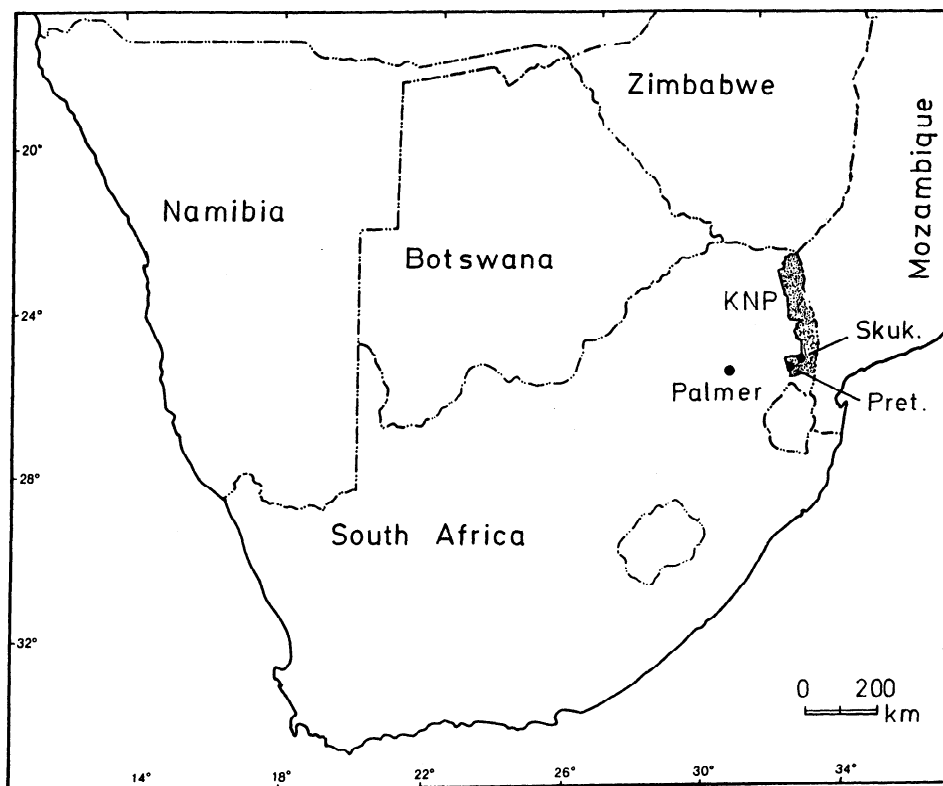 Zimbabwe
Mozambique
20°
Namibia
Botswana
KNP
24°
Skuk.
Palmer
Pret.
28°
South Africa
32°
0 200
km
14° 18° 22° 26° 30° 34°